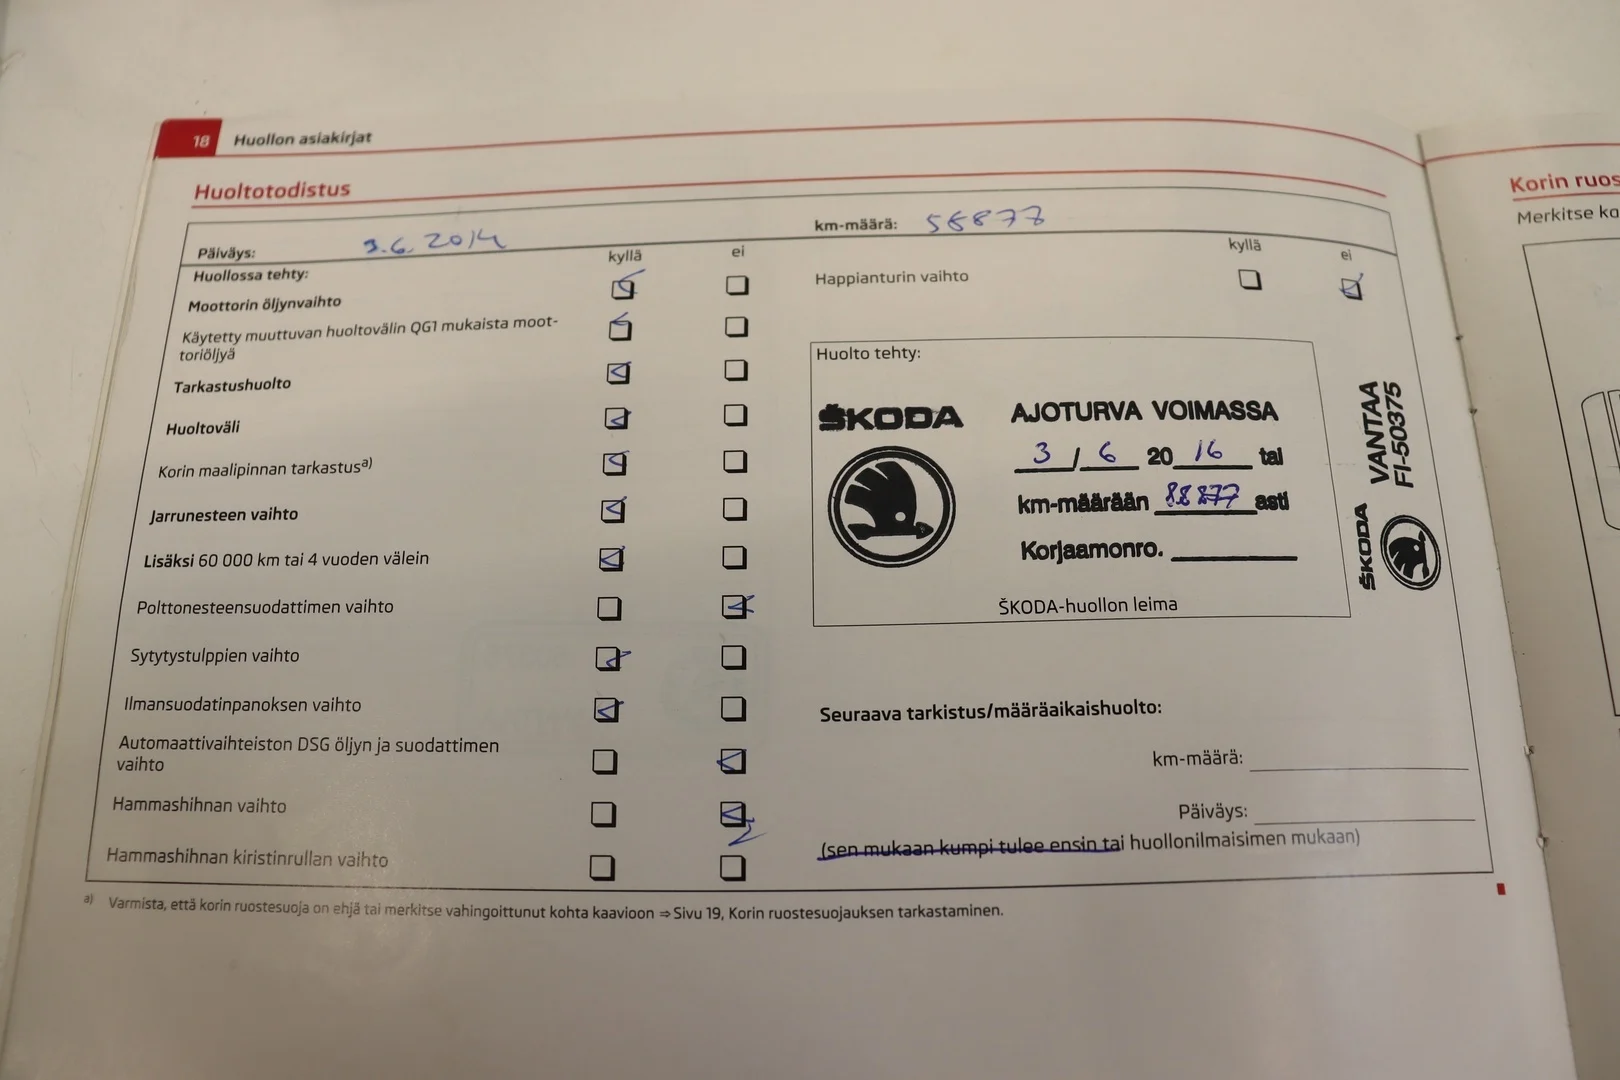 18 Huollon asiakirjat
Huoltotodistus
Päiväys: 3.6.2014
km-määrä: 58877
Huollossa tehty: kyllä ei
Moottorin öljynvaihto
Käytetty muuttuvan huoltovälin QG1 mukaista moot-
toriöljyä
Tarkastushuolto
Huoltoväli
Korin maalipinnan tarkastus a)
Jarrunesteen vaihto
Lisäksi 60 000 km tai 4 vuoden välein
Polttonesteensuodattimen vaihto
Sytytystulppien vaihto
Ilmansuodatinpanoksen vaihto
Automaattivaihteiston DSG öljyn ja suodattimen
vaihto
Hammashihnan vaihto
Hammashihnan kiristinrullan vaihto
kyllä ei
Happianturin vaihto
Huolto tehty:
ŠKODA
AJOTURVA VOIMASSA
3 / 6 20 16 tai
km-määrään 88877 asti
Korjaamonro.
ŠKODA-huollon leima
ŠKODA VANTAA
FI-50375
Seuraava tarkistus/määräaikaishuolto:
km-määrä:
Päiväys:
(sen mukaan kumpi tulee ensin tai huollonilmaisimen mukaan)
a) Varmista, että korin ruostesuoja on ehjä tai merkitse vahingoittunut kohta kaavioon ⇒ Sivu 19, Korin ruostesuojauksen tarkastaminen.
Korin ruos
Merkitse ka